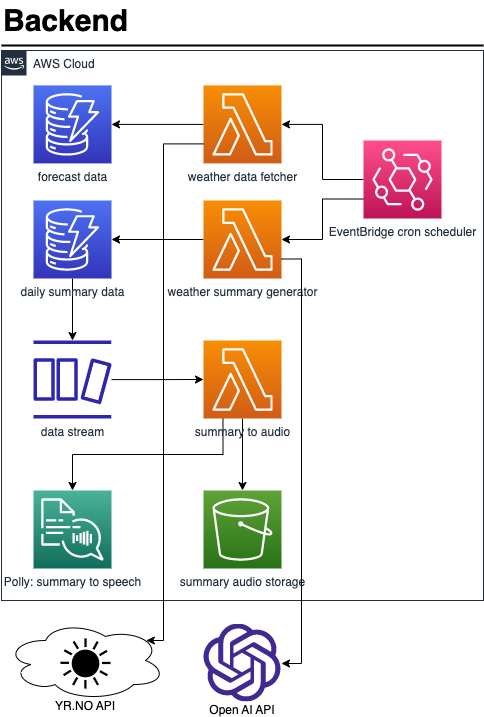 Backend
aws
AWS Cloud
forecast data
weather data fetcher
EventBridge cron scheduler
daily summary data
weather summary generator
data stream
summary to audio
Polly: summary to speech
summary audio storage
YR.NO API
Open AI API